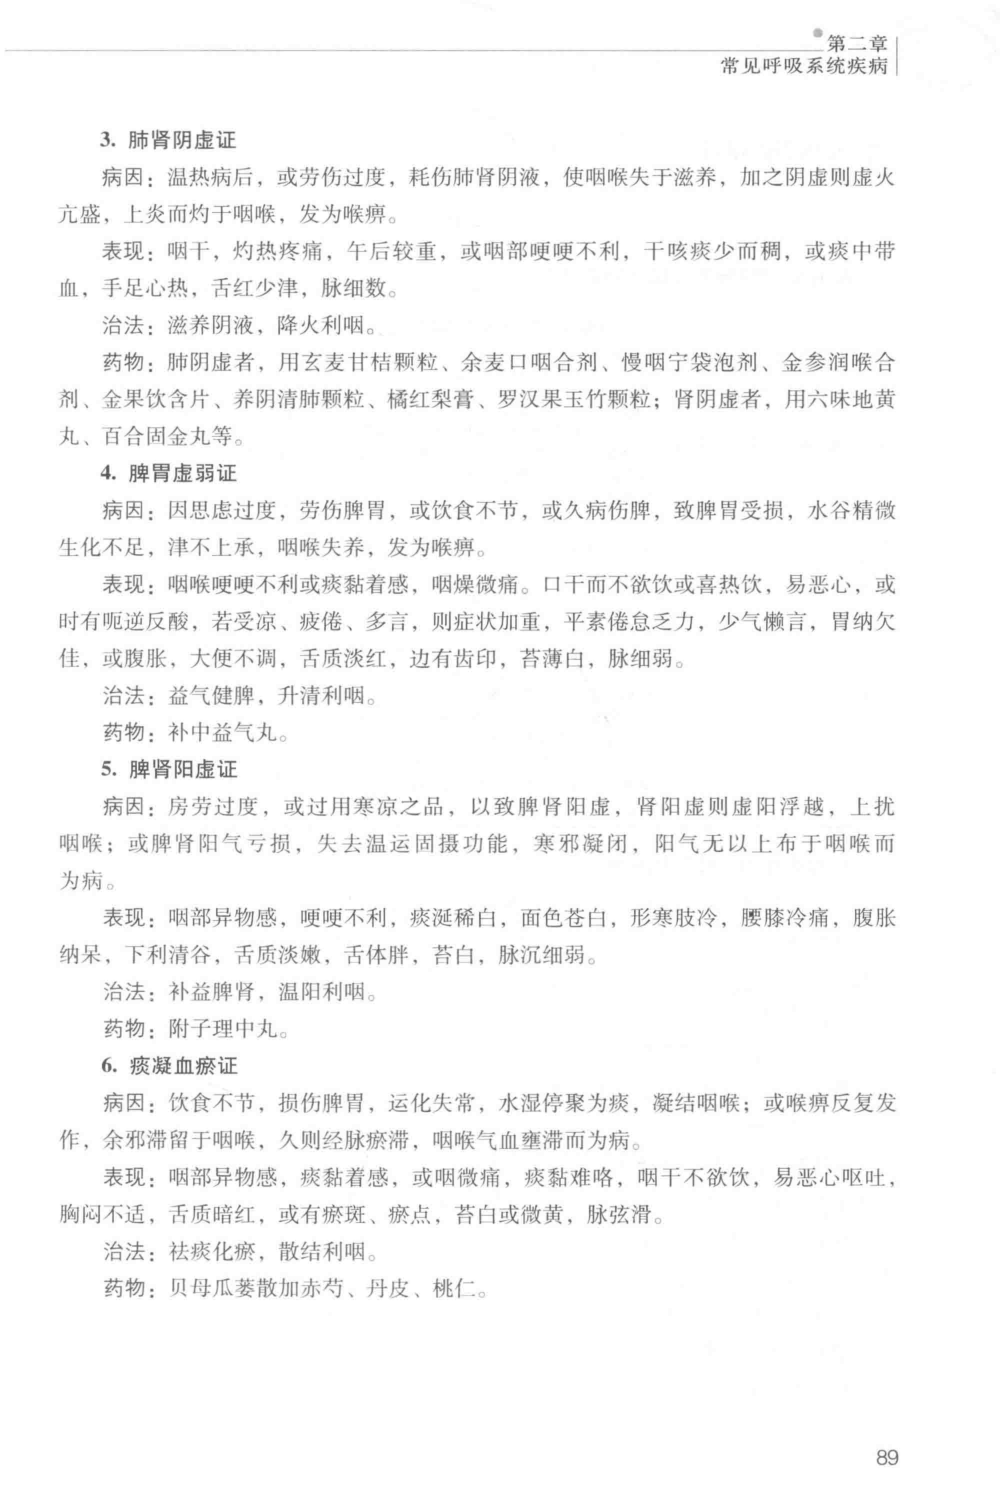 第二章
常见呼吸系统疾病
3. 肺肾阴虚证
病因：温热病后，或劳伤过度，耗伤肺肾阴液，使咽喉失于滋养，加之阴虚则虚火
亢盛，上炎而灼于咽喉，发为喉痹。
表现：咽干，灼热疼痛，午后较重，或咽部哽哽不利，干咳痰少而稠，或痰中带
血，手足心热，舌红少津，脉细数。
治法：滋养阴液，降火利咽。
药物：肺阴虚者，用玄麦甘桔颗粒、余麦口咽合剂、慢咽宁袋泡剂、金参润喉合
剂、金果饮含片、养阴清肺颗粒、橘红梨膏、罗汉果玉竹颗粒；肾阴虚者，用六味地黄
丸、百合固金丸等。
4. 脾胃虚弱证
病因：因思虑过度，劳伤脾胃，或饮食不节，或久病伤脾，致脾胃受损，水谷精微
生化不足，津不上承，咽喉失养，发为喉痹。
表现：咽喉哽哽不利或痰黏着感，咽燥微痛。口干而不欲饮或喜热饮，易恶心，或
时有呃逆反酸，若受凉、疲倦、多言，则症状加重，平素倦怠乏力，少气懒言，胃纳欠
佳，或腹胀，大便不调，舌质淡红，边有齿印，苔薄白，脉细弱。
治法：益气健脾，升清利咽。
药物：补中益气丸。
5. 脾肾阳虚证
病因：房劳过度，或过用寒凉之品，以致脾肾阳虚，肾阳虚则虚阳浮越，上扰
咽喉；或脾肾阳气亏损，失去温运固摄功能，寒邪凝闭，阳气无以上布于咽喉而
为病。
表现：咽部异物感，哽哽不利，痰涎稀白，面色苍白，形寒肢冷，腰膝冷痛，腹胀
纳呆，下利清谷，舌质淡嫩，舌体胖，苔白，脉沉细弱。
治法：补益脾肾，温阳利咽。
药物：附子理中丸。
6. 痰凝血瘀证
病因：饮食不节，损伤脾胃，运化失常，水湿停聚为痰，凝结咽喉；或喉痹反复发
作，余邪滞留于咽喉，久则经脉瘀滞，咽喉气血壅滞而为病。
表现：咽部异物感，痰黏着感，或咽微痛，痰黏难咯，咽干不欲饮，易恶心呕吐，
胸闷不适，舌质暗红，或有瘀斑、瘀点，苔白或微黄，脉弦滑。
治法：祛痰化瘀，散结利咽。
药物：贝母瓜蒌散加赤芍、丹皮、桃仁。
89